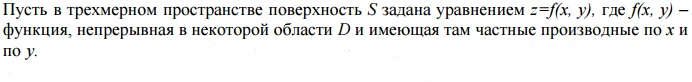 Пусть в трехмерном пространстве поверхность S задана уравнением z=f(x, y), где f(x, y) –
функция, непрерывная в некоторой области D и имеющая там частные производные по x и
по y.